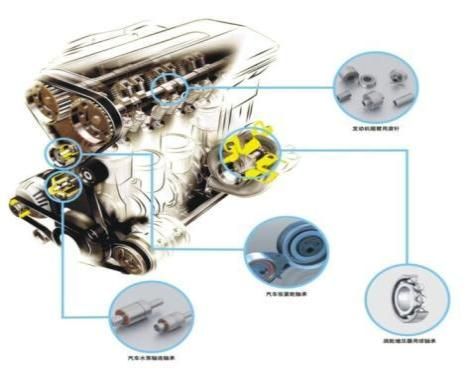 发动机摇臂用滚针
汽车张紧轮轴承
涡轮增压器用球轴承
汽车水泵轴连轴承